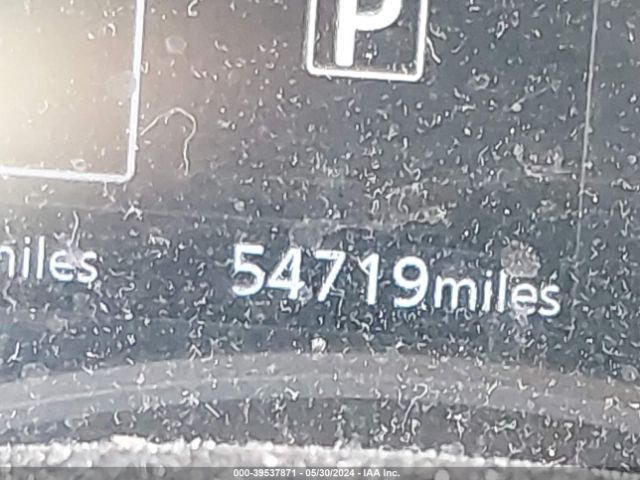 P
miles 54719miles
000-39537871 - 05/30/2024 - IAA Inc.